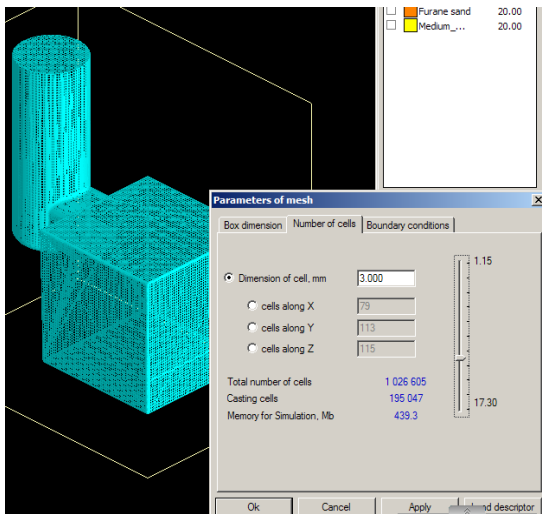 Furane sand 20.00
Medium_... 20.00
Parameters of mesh
Box dimension Number of cells Boundary conditions
1.15
Dimension of cell, mm 3.000
cells along X 79
cells along Y 113
cells along Z 115
Total number of cells 1 026 605
Casting cells 195 047
17.30
Memory for Simulation, Mb 439.3
Ok Cancel Apply descriptor